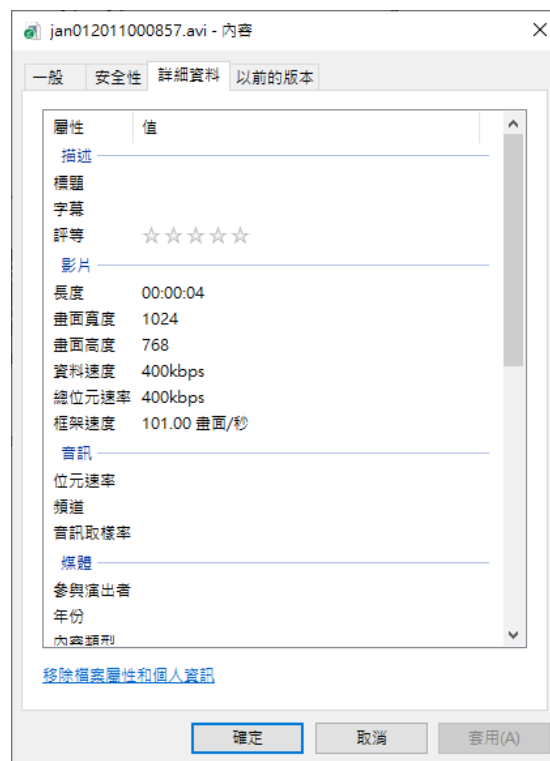 jan012011000857.avi - 內容
一般 安全性 詳細資料 以前的版本
屬性 值
描述
標題
字幕
評等
影片
長度 00:00:04
畫面寬度 1024
畫面高度 768
資料速度 400kbps
總位元速率 400kbps
框架速度 101.00 畫面/秒
音訊
位元速率
頻道
音訊取樣率
媒體
參與演出者
年份
內容類型
移除檔案屬性和個人資訊
確定 取消 套用(A)